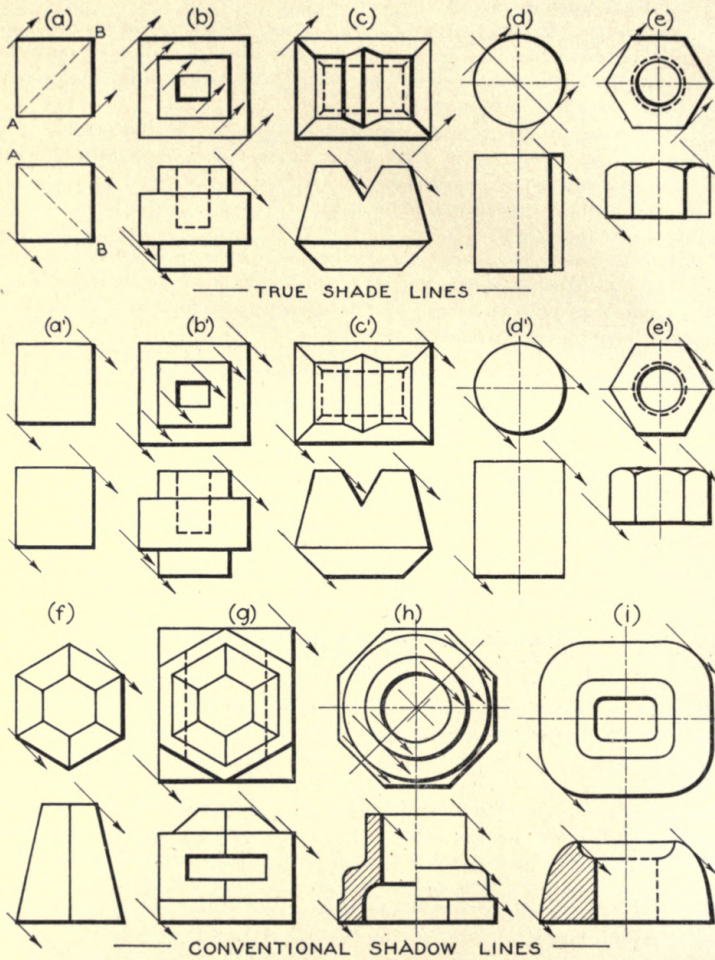 (a) (b) (c) (d) (e)
B
A
A
B
TRUE SHADE LINES
(a') (b') (c') (d') (e')
(f) (g) (h) (i)
CONVENTIONAL SHADOW LINES